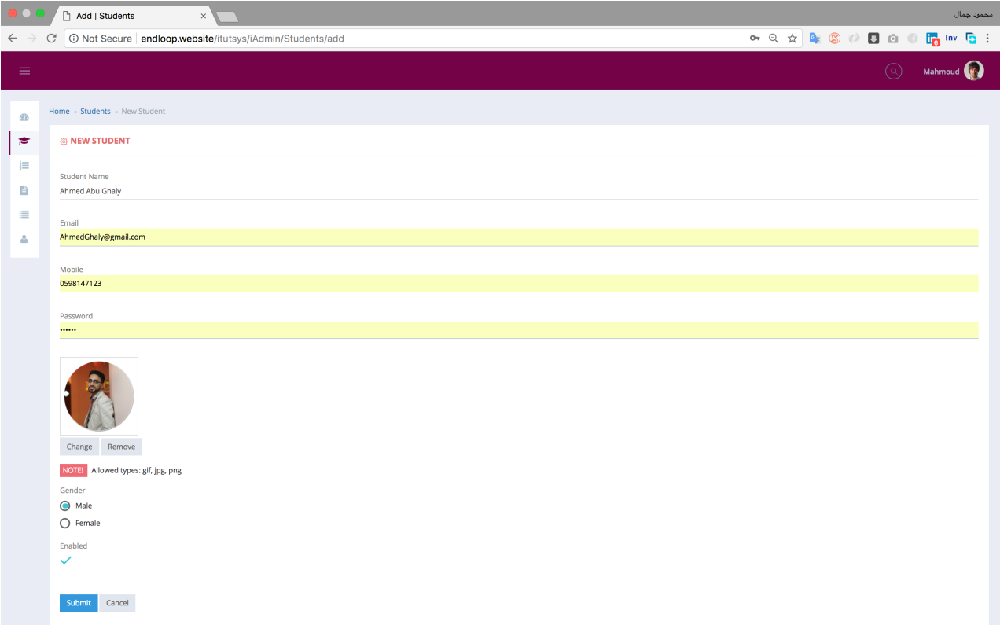 Add | Students
محمود جمال
Not Secure endloop.website/itutsys/iAdmin/Students/add
6 Inv
Mahmoud
Home Students New Student
NEW STUDENT
Student Name
Ahmed Abu Ghaly
Email
AhmedGhaly@gmail.com
Mobile
0598147123
Password
••••••
Change Remove
NOTE! Allowed types: gif, jpg, png
Gender
Male
Female
Enabled
Submit Cancel